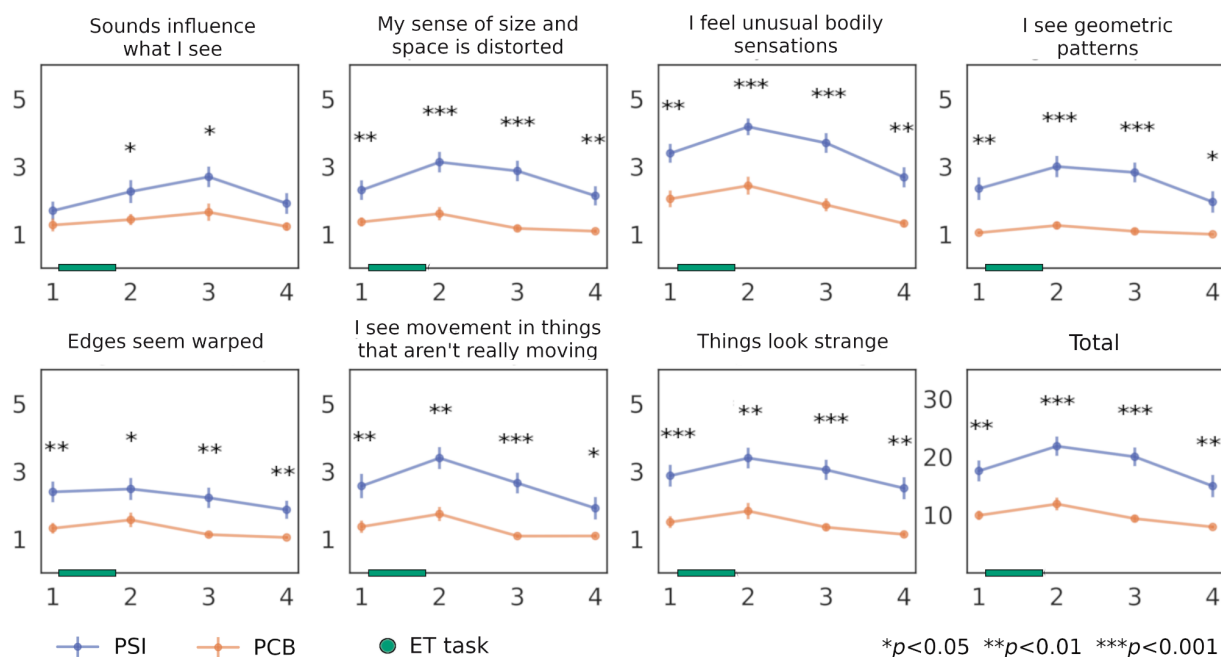 Sounds influence
what I see
My sense of size and
space is distorted
I feel unusual bodily
sensations
I see geometric
patterns
5
3
1
* *
1 2 3 4
5
3
1
** *** *** **
1 2 3 4
5
3
1
** *** *** **
1 2 3 4
5
3
1
** *** *** *
1 2 3 4
Edges seem warped
I see movement in things
that aren't really moving
Things look strange
Total
5
3
1
** * ** **
1 2 3 4
5
3
1
** ** *** *
1 2 3 4
5
3
1
*** ** *** **
1 2 3 4
30
20
10
** *** *** **
1 2 3 4
PSI PCB ET task *p<0.05 **p<0.01 ***p<0.001